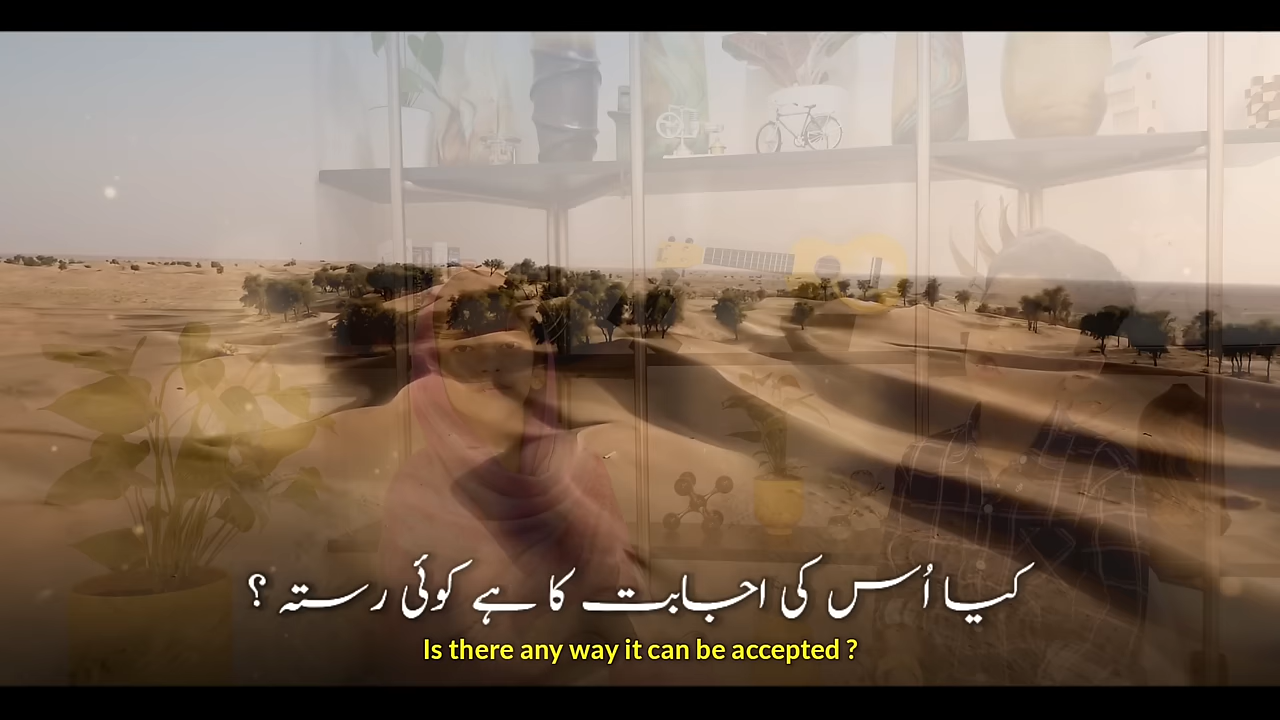 کیا اُس کی اجابت کا ہے کوئی رستہ ؟
Is there any way it can be accepted ?